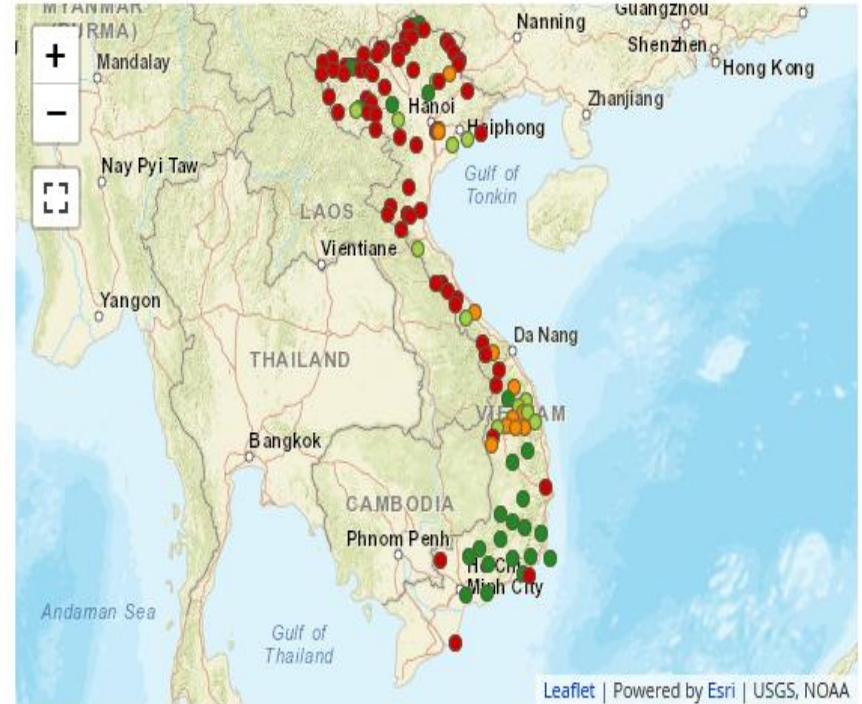 MYANMAR
(BURMA)
Nanning
Guangzhou
Shenzhen
Hong Kong
+
Mandalay
−
Zhanjiang
Hanoi
Haiphong
Nay Pyi Taw
Gulf of
Tonkin
LAOS
Vientiane
Yangon
Da Nang
THAILAND
VIETNAM
Bangkok
CAMBODIA
Phnom Penh
Ho Chi
Minh City
Andaman Sea
Gulf of
Thailand
Leaflet | Powered by Esri | USGS, NOAA